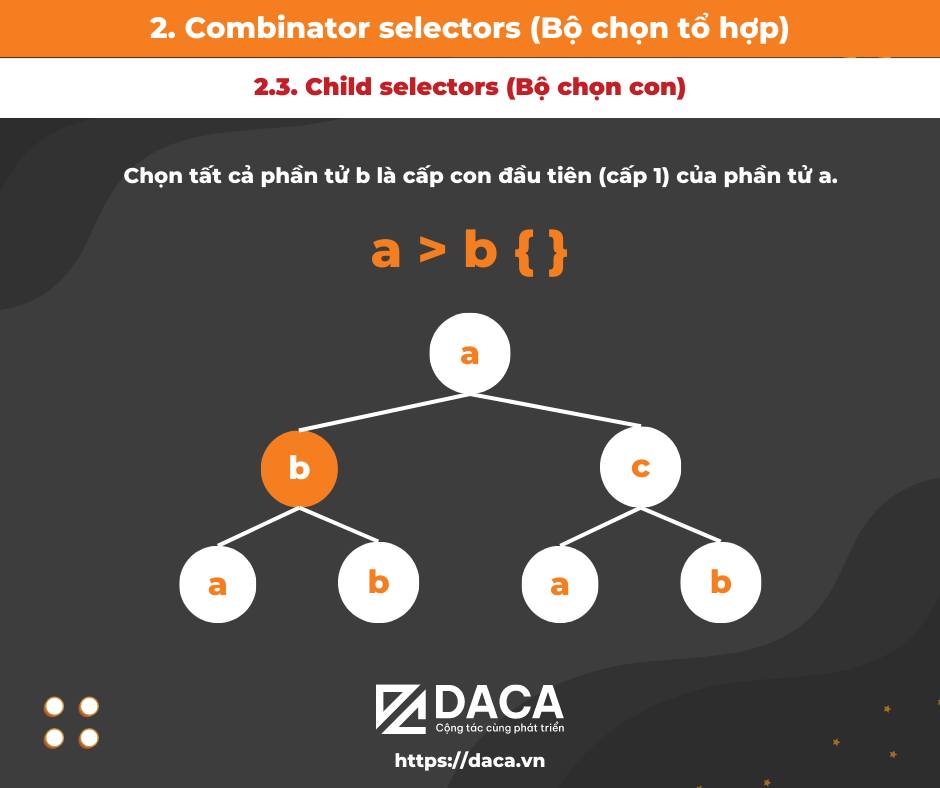 2. Combinator selectors (Bộ chọn tổ hợp)
2.3. Child selectors (Bộ chọn con)
Chọn tất cả phần tử b là cấp con đầu tiên (cấp 1) của phần tử a.
a > b { }
a
b
c
a
b
a
b
DACA
Cộng tác cùng phát triển
https://daca.vn